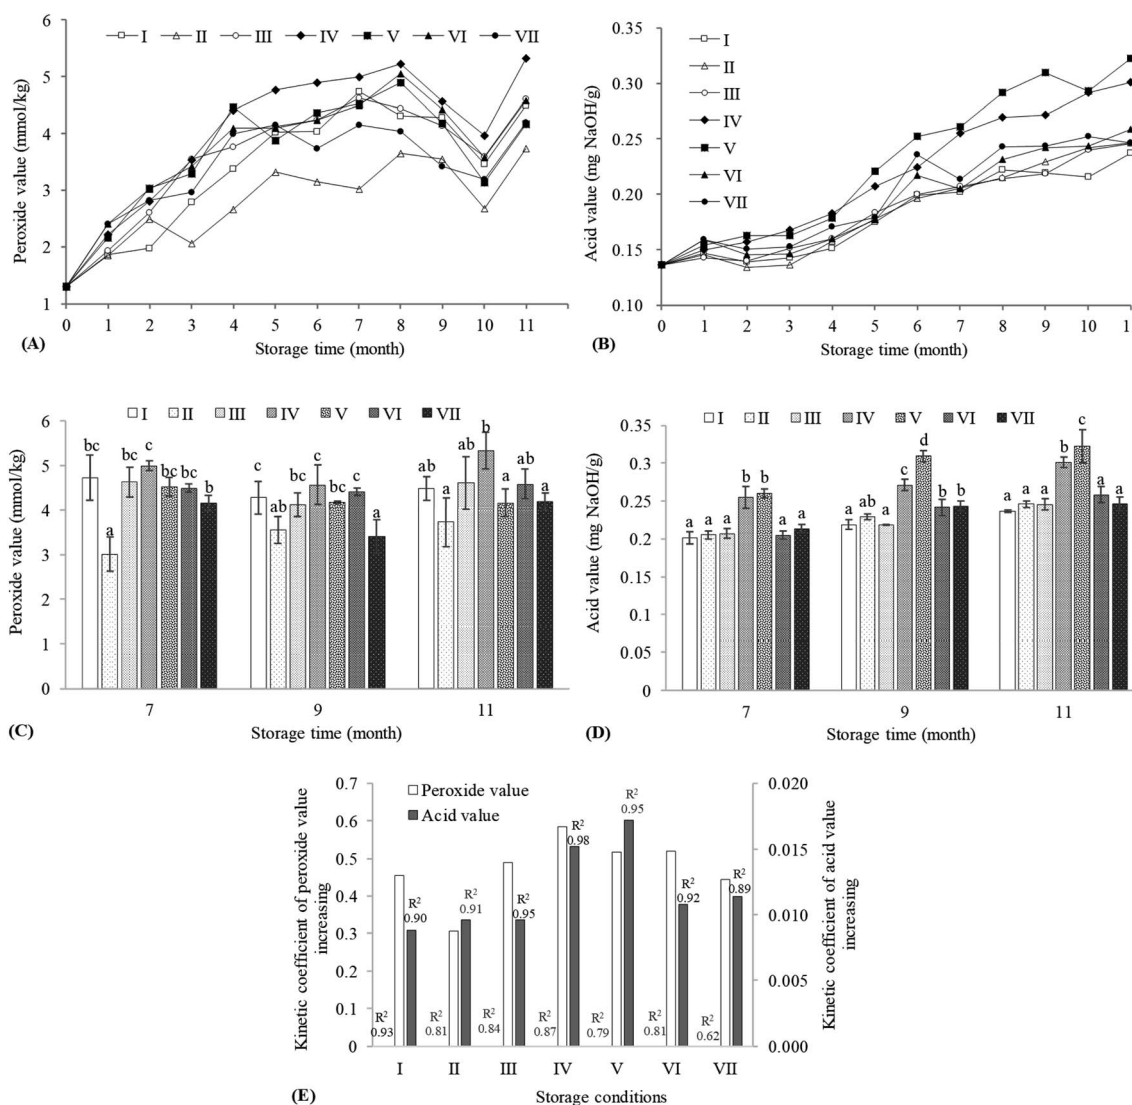 I II III IV V VI VII
Peroxide value (mmol/kg)
6
5
4
3
2
1
0 1 2 3 4 5 6 7 8 9 10 11
Storage time (month)
(A)
Acid value (mg NaOH/g)
0.35
0.30
0.25
0.20
0.15
0.10
I
II
III
IV
V
VI
VII
0 1 2 3 4 5 6 7 8 9 10 1
Storage time (month)
(B)
I II III IV V VI VII
Peroxide value (mmol/kg)
6
5
4
3
2
1
0
bc a bc c bc bc b
c ab bc c bc c a
ab a ab b a ab a
7 9 11
Storage time (month)
(C)
I II III IV V VI VII
Acid value (mg NaOH/g)
0.35
0.3
0.25
0.2
0.15
0.1
0.05
0
a a a b b a a
a ab a c d b b
a a a b c a a
7 9 11
Storage time (month)
(D)
Kinetic coefficient of peroxide value
increasing
0.7
0.6
0.5
0.4
0.3
0.2
0.1
0
Peroxide value
Acid value
R2 R2 R2 R2 R2 R2 R2
0.90 0.91 0.95 0.98 0.95 0.92 0.89
R2 R2 R2 R2 R2 R2 R2
0.93 0.81 0.84 0.87 0.79 0.81 0.62
0.020
0.015
0.010
0.005
0.000
Kinetic coefficient of acid value
increasing
I II III IV V VI VII
Storage conditions
(E)